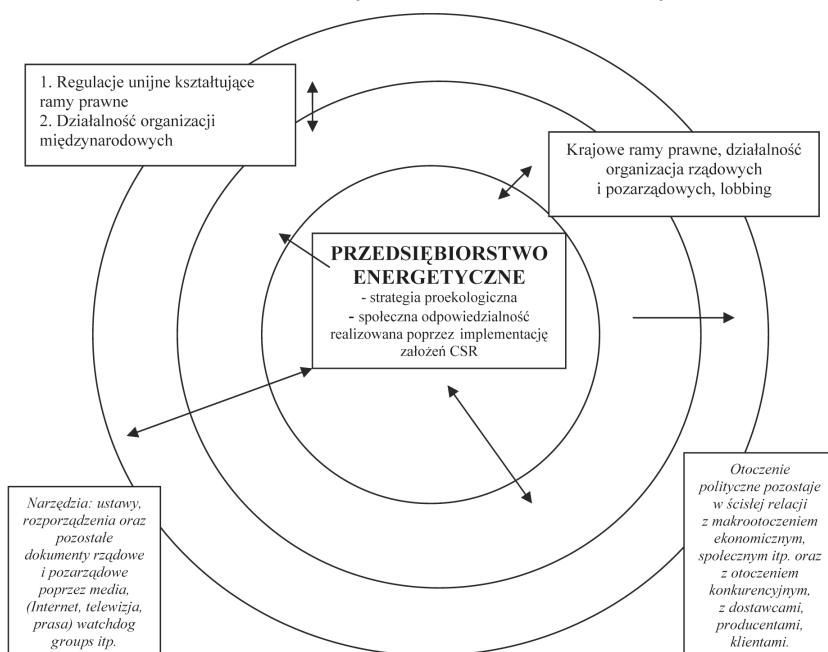 1. Regulacje unijne kształtujące
ramy prawne
2. Działalność organizacji
międzynarodowych
Krajowe ramy prawne, działalność
organizacja rządowych
i pozarządowych, lobbing
PRZEDSIĘBIORSTWO
ENERGETYCZNE
- strategia proekologiczna
- społeczna odpowiedzialność
realizowana poprzez implementację
założeń CSR
Narzędzia: ustawy,
rozporządzenia oraz
pozostałe
dokumenty rządowe
i pozarządowe
poprzez media,
(Internet, telewizja,
prasa) watchdog
groups itp.
Otoczenie
polityczne pozostaje
w ścisłej relacji
z makrootoczeniem
ekonomicznym,
społecznym itp. oraz
z otoczeniem
konkurencyjnym,
z dostawcami,
producentami,
klientami.